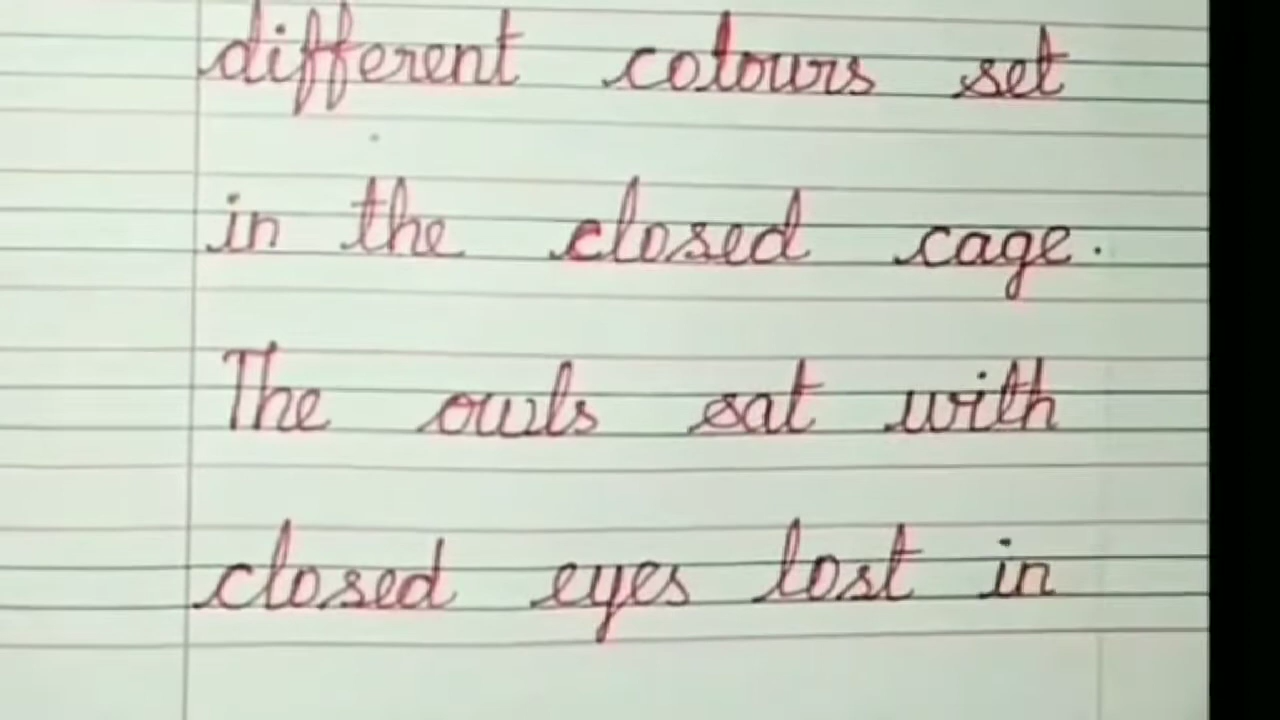 different colours set
in the closed cage.
The owls sat with
closed eyes lost in